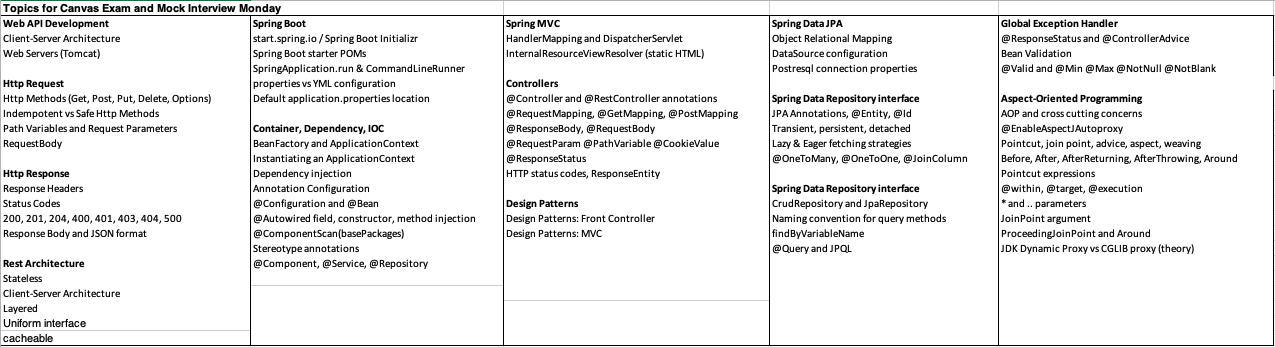 Topics for Canvas Exam and Mock Interview Monday
Web API Development
Client-Server Architecture
Web Servers (Tomcat)
Http Request
Http Methods (Get, Post, Put, Delete, Options)
Indempotent vs Safe Http Methods
Path Variables and Request Parameters
RequestBody
Http Response
Response Headers
Status Codes
200, 201, 204, 400, 401, 403, 404, 500
Response Body and JSON format
Rest Architecture
Stateless
Client-Server Architecture
Layered
Uniform interface
cacheable
Spring Boot
start.spring.io / Spring Boot Initializr
Spring Boot starter POMs
SpringApplication.run & CommandLineRunner
properties vs YML configuration
Default application.properties location
Container, Dependency, IOC
BeanFactory and ApplicationContext
Instantiating an ApplicationContext
Dependency injection
Annotation Configuration
@Configuration and @Bean
@Autowired field, constructor, method injection
@ComponentScan(basePackages)
Stereotype annotations
@Component, @Service, @Repository
Spring MVC
HandlerMapping and DispatcherServlet
InternalResourceViewResolver (static HTML)
Controllers
@Controller and @RestController annotations
@RequestMapping, @GetMapping, @PostMapping
@ResponseBody, @RequestBody
@RequestParam @PathVariable @CookieValue
@ResponseStatus
HTTP status codes, ResponseEntity
Design Patterns
Design Patterns: Front Controller
Design Patterns: MVC
Spring Data JPA
Object Relational Mapping
DataSource configuration
Postresql connection properties
Spring Data Repository interface
JPA Annotations, @Entity, @Id
Transient, persistent, detached
Lazy & Eager fetching strategies
@OneToMany, @OneToOne, @JoinColumn
Spring Data Repository interface
CrudRepository and JpaRepository
Naming convention for query methods
findByVariableName
@Query and JPQL
Global Exception Handler
@ResponseStatus and @ControllerAdvice
Bean Validation
@Valid and @Min @Max @NotNull @NotBlank
Aspect-Oriented Programming
AOP and cross cutting concerns
@EnableAspectJAutoproxy
Pointcut, join point, advice, aspect, weaving
Before, After, AfterReturning, AfterThrowing, Around
Pointcut expressions
@within, @target, @execution
* and .. parameters
JoinPoint argument
ProceedingJoinPoint and Around
JDK Dynamic Proxy vs CGLIB proxy (theory)